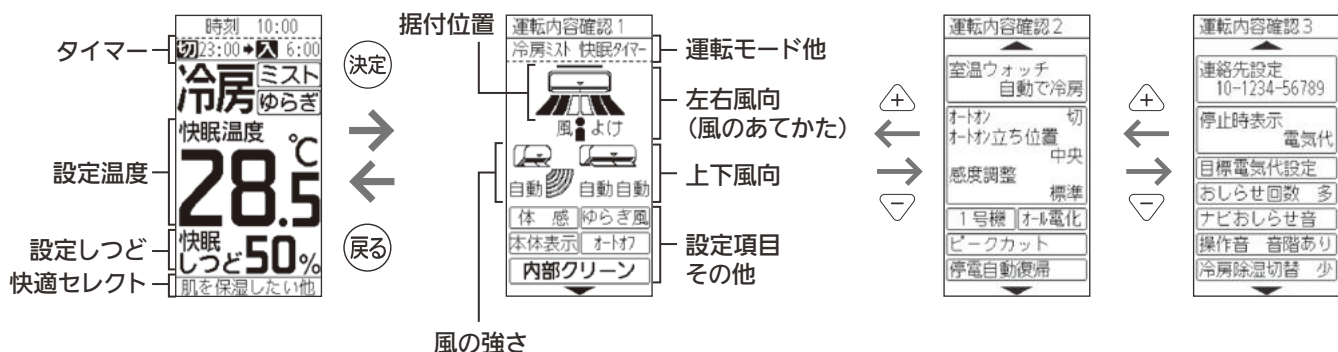 タイマー
設定温度
設定しつど
快適セレクト
時刻 10:00
切23:00➡入 6:00
冷房
ミスト
ゆらぎ
快眠温度
28.5℃
快眠
しつど50%
肌を保湿したい他
決定
戻る
据付位置
運転内容確認1
冷房ミスト 快眠タイマー
風よけ
自動 自動 自動
体 感 ゆらぎ風
本体表示 オートオフ
内部クリーン
風の強さ
運転モード他
左右風向
(風のあてかた)
上下風向
設定項目
その他
+
−
運転内容確認2
室温ウォッチ
自動で冷房
オートオン 切
オートオン立ち位置
中央
感度調整
標準
1号機 オール電化
ピークカット
停電自動復帰
+
−
運転内容確認3
連絡先設定
10-1234-56789
停止時表示
電気代
目標電気代設定
おしらせ回数 多
ナビおしらせ音
操作音 音階あり
冷房除湿切替 少